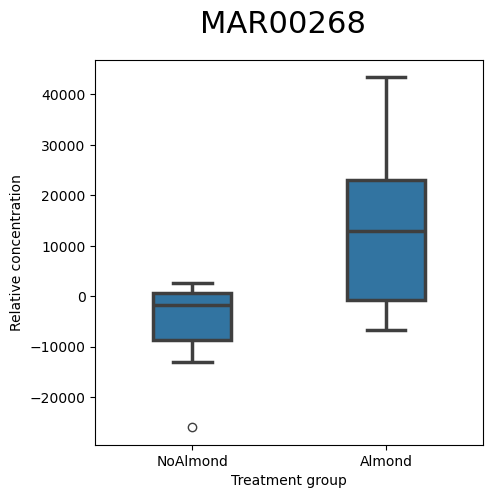 MAR00268
Relative concentration
40000
30000
20000
10000
0
−10000
−20000
NoAlmond
Almond
Treatment group